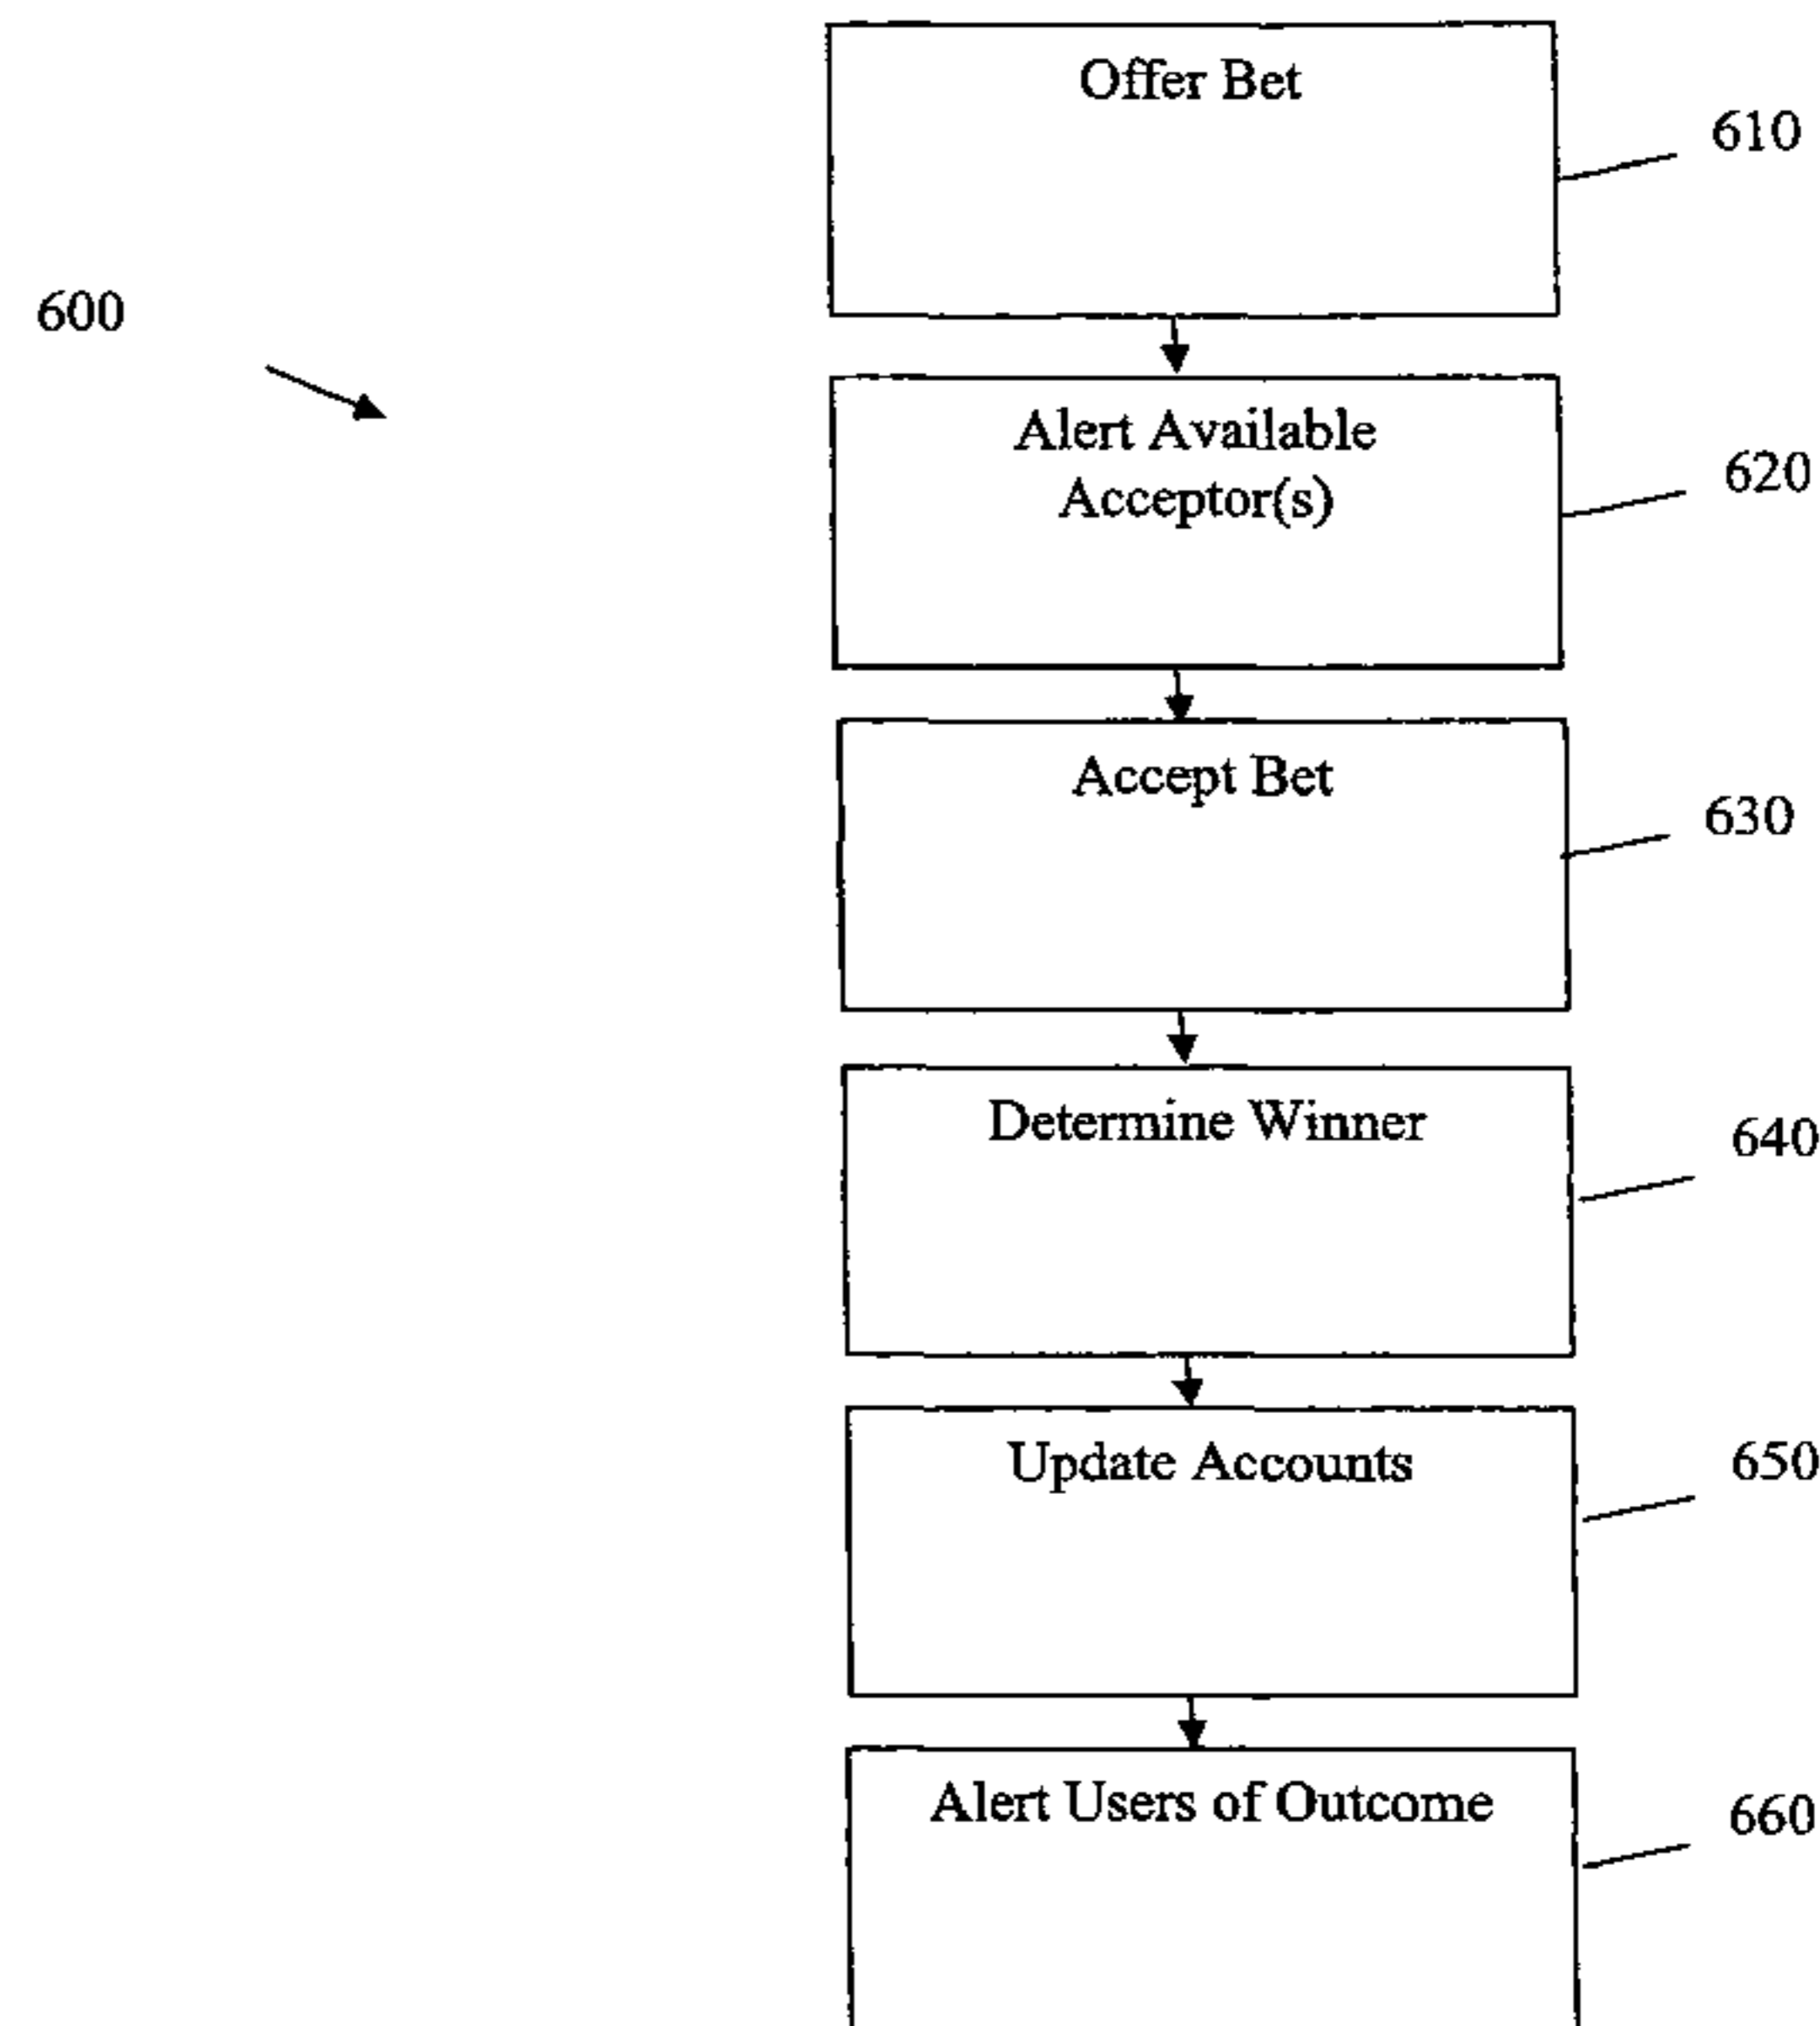 Offer Bet
610
600
Alert Available
Acceptor(s)
620
Accept Bet
630
Determine Winner
640
Update Accounts
650
Alert Users of Outcome
660